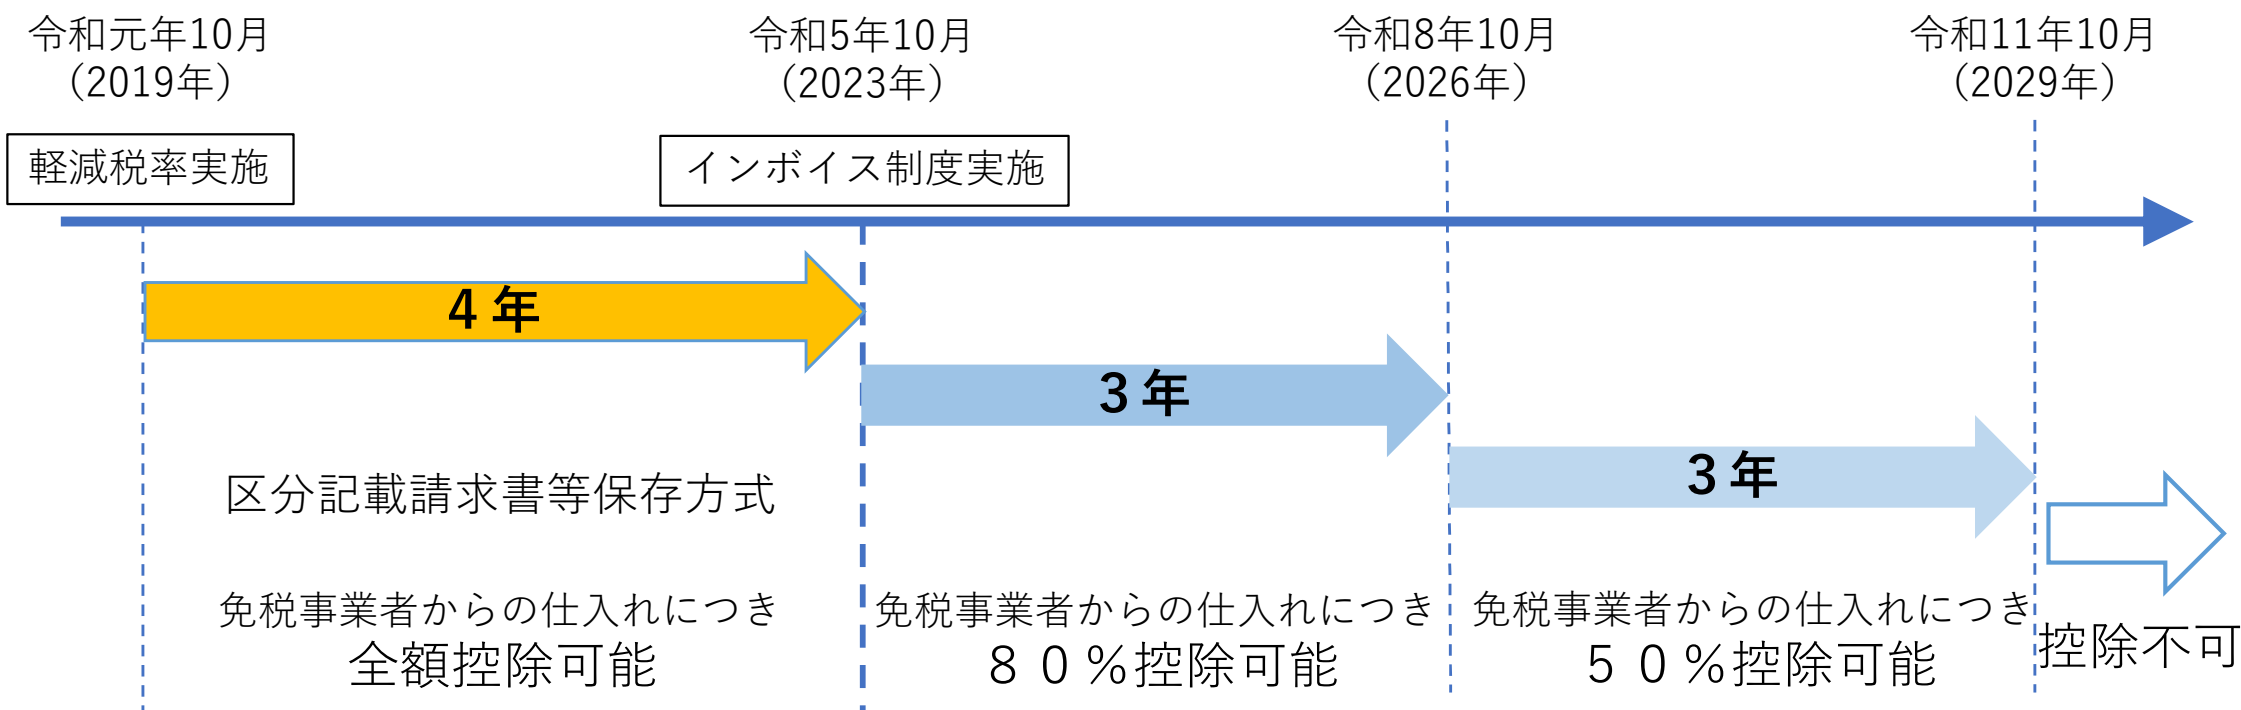 令和元年10月
（2019年）
令和5年10月
（2023年）
令和8年10月
（2026年）
令和11年10月
（2029年）
軽減税率実施
インボイス制度実施
４年
３年
３年
区分記載請求書等保存方式
免税事業者からの仕入れにつき
全額控除可能
免税事業者からの仕入れにつき
８０％控除可能
免税事業者からの仕入れにつき
５０％控除可能
控除不可